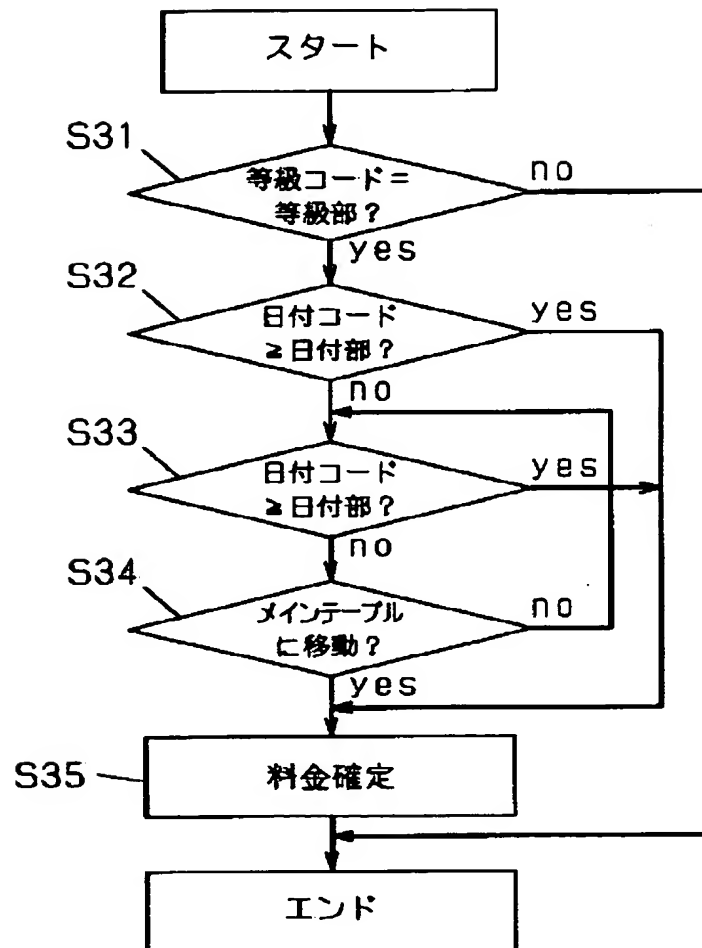 スタート
S31
等級コード=
等級部?
no
yes
S32
日付コード
≧日付部?
yes
no
S33
日付コード
≧日付部?
yes
no
S34
メインテーブル
に移動?
no
yes
S35
料金確定
エンド